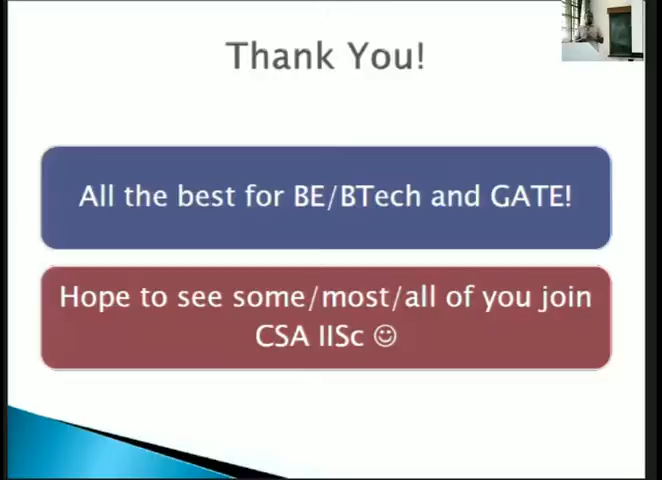 Thank You!
All the best for BE/BTech and GATE!
Hope to see some/most/all of you join
CSA IISc ☺